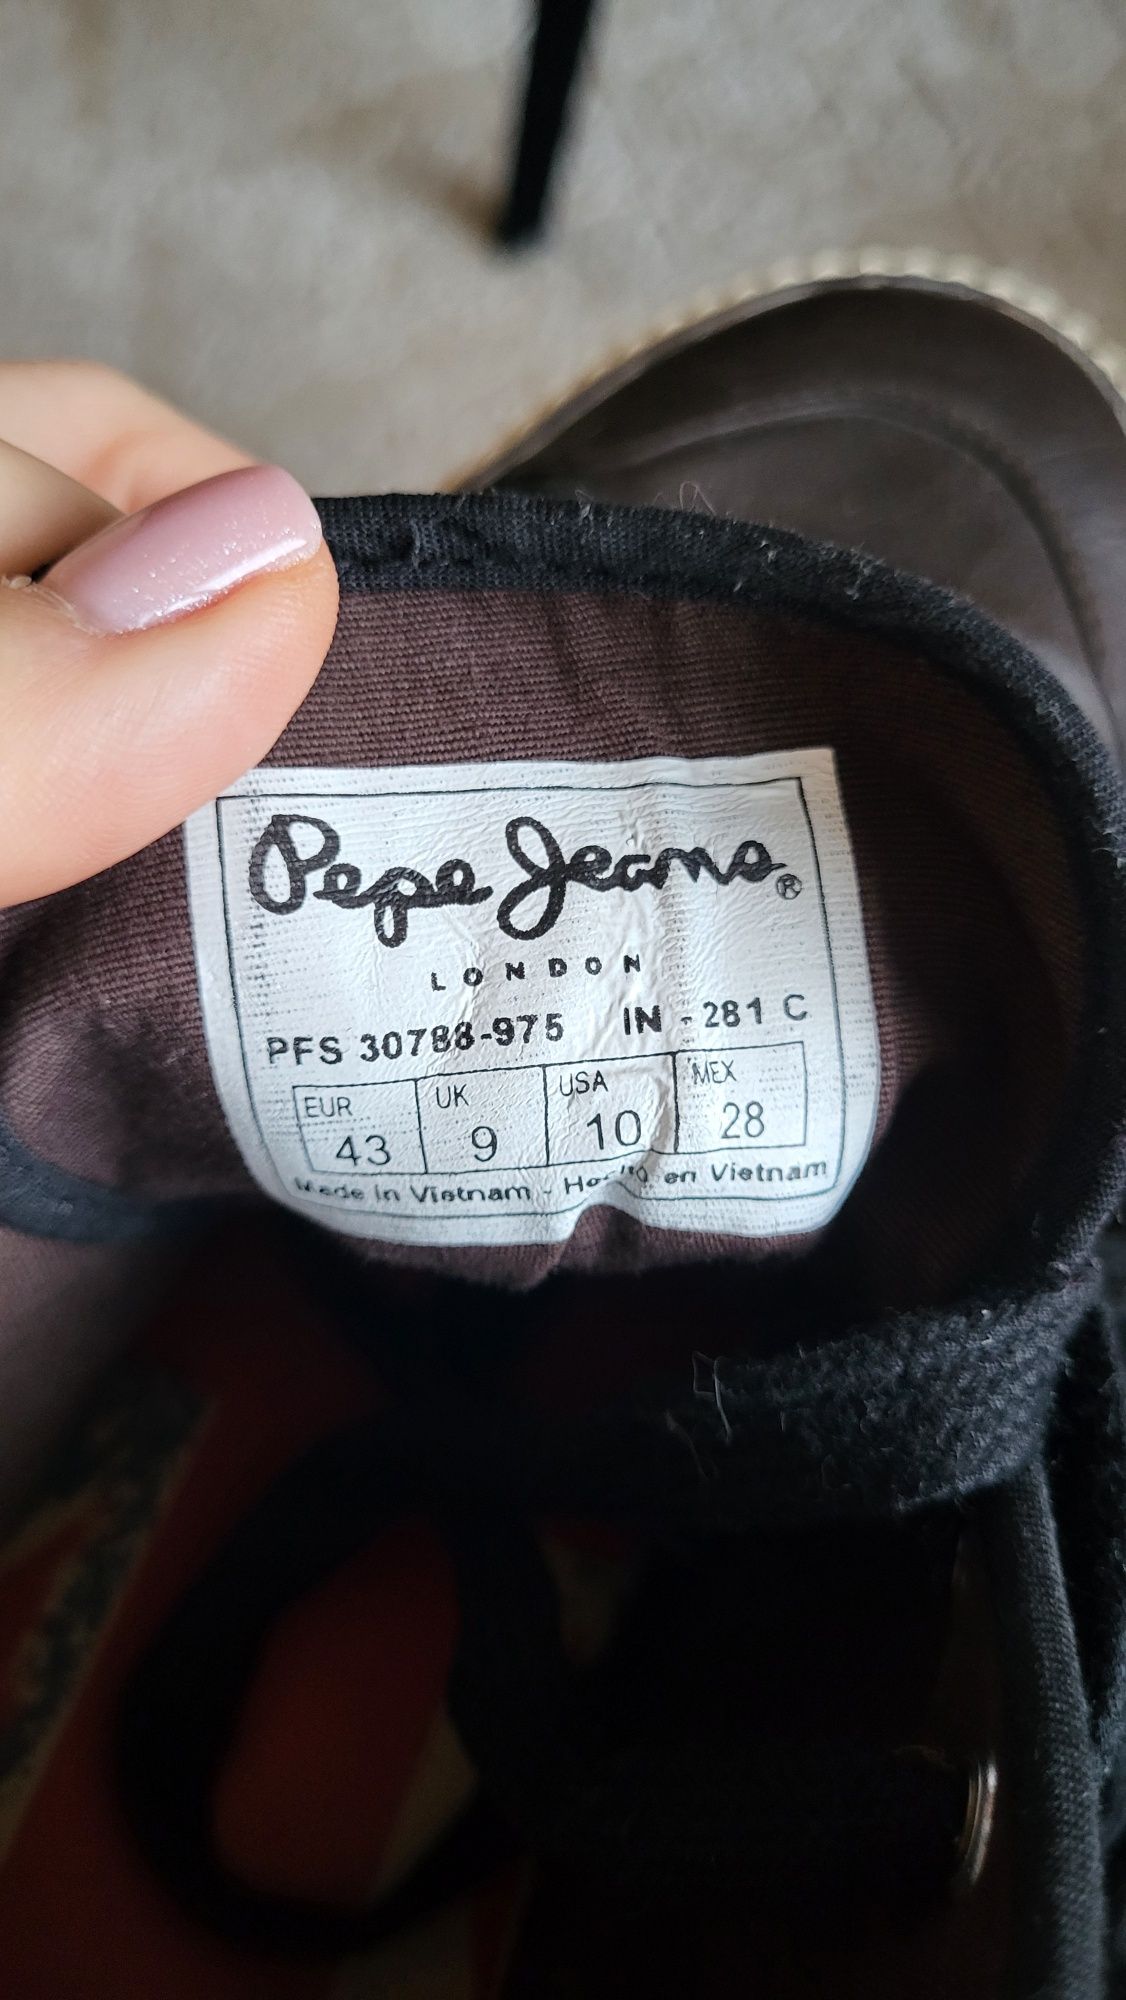 Pepe Jeans®
LONDON
PFS 30788-975 IN - 281 C
EUR UK USA MEX
43 9 10 28
Made in Vietnam - Hecho en Vietnam